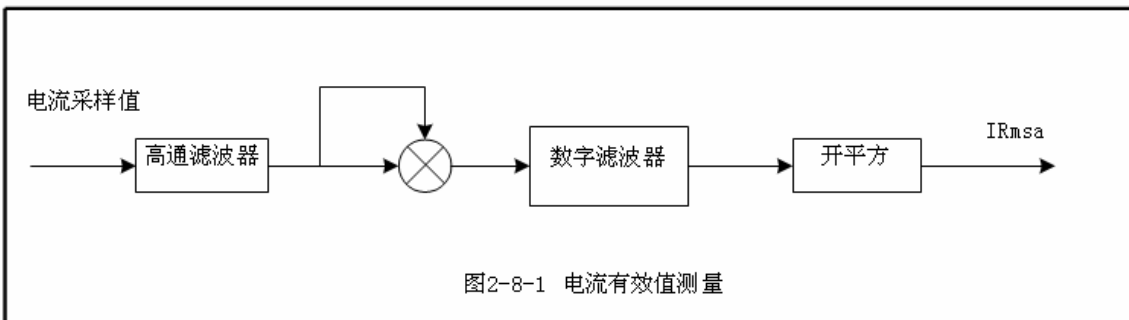 电流采样值
高通滤波器
数字滤波器
开平方
IRmsa
图2-8-1 电流有效值测量